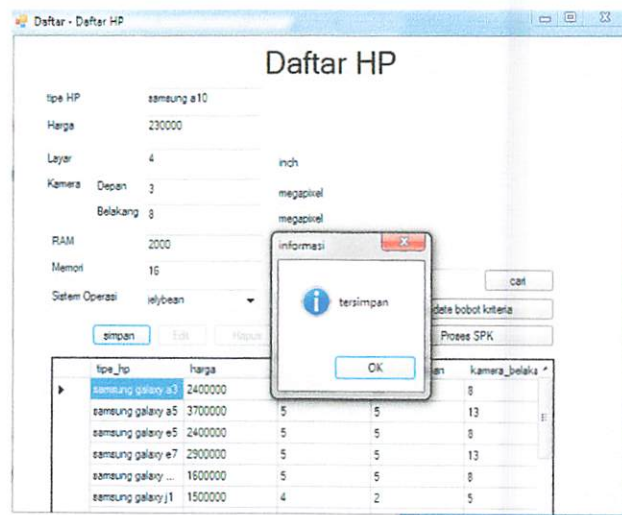 Daftar - Daftar HP
Daftar HP
tipe HP samsung a10
Harga 230000
Layar 4 inch
Kamera Depan 3 megapixel
Belakang 8 megapixel
RAM 2000
Memori 16
Sistem Operasi jelybean
cari
date bobot kriteria
simpan Edit Hapus Proses SPK
informasi
tersimpan
OK
tipe_hp harga an kamera_belaka
samsung galaxy a3 2400000 8
samsung galaxy a5 3700000 5 5 13
samsung galaxy e5 2400000 5 5 8
samsung galaxy e7 2900000 5 5 13
samsung galaxy ... 1600000 5 5 8
samsung galaxy j1 1500000 4 2 5